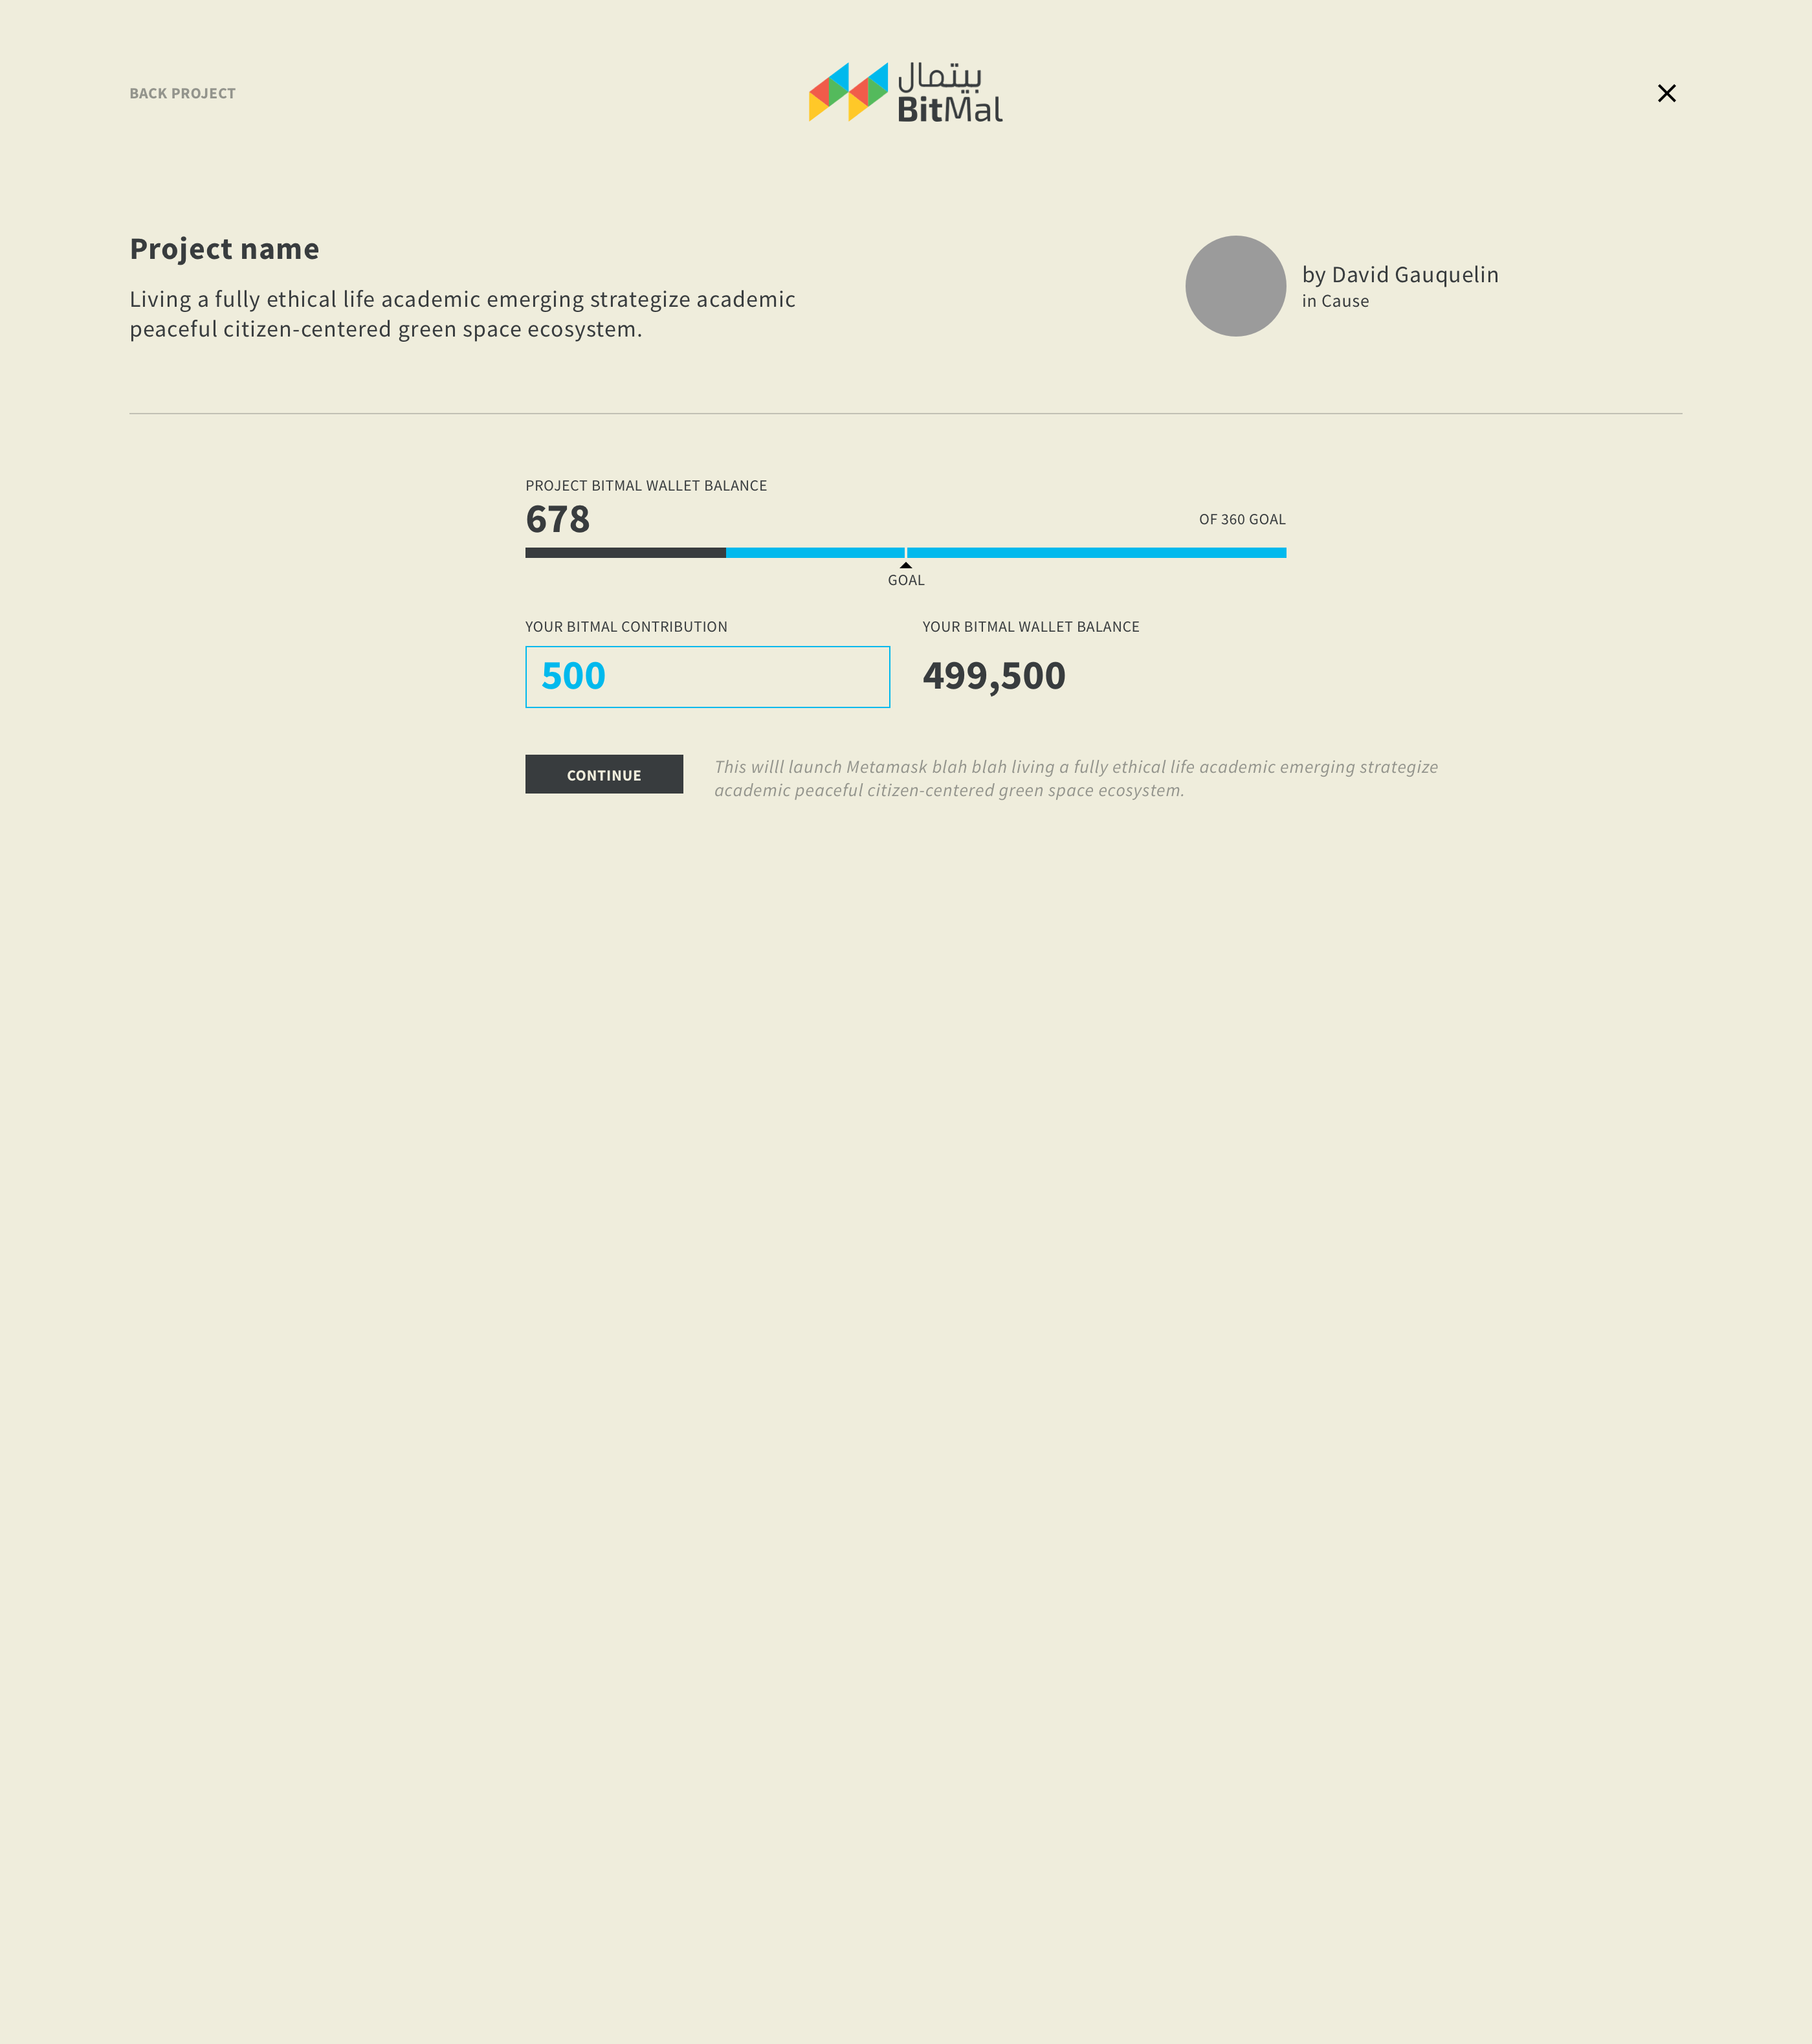 BACK PROJECT
بيتمال
BitMal
Project name
Living a fully ethical life academic emerging strategize academic
peaceful citizen-centered green space ecosystem.
by David Gauquelin
in Cause
PROJECT BITMAL WALLET BALANCE
678
OF 360 GOAL
GOAL
YOUR BITMAL CONTRIBUTION
500
YOUR BITMAL WALLET BALANCE
499,500
CONTINUE
This willl launch Metamask blah blah living a fully ethical life academic emerging strategize
academic peaceful citizen-centered green space ecosystem.